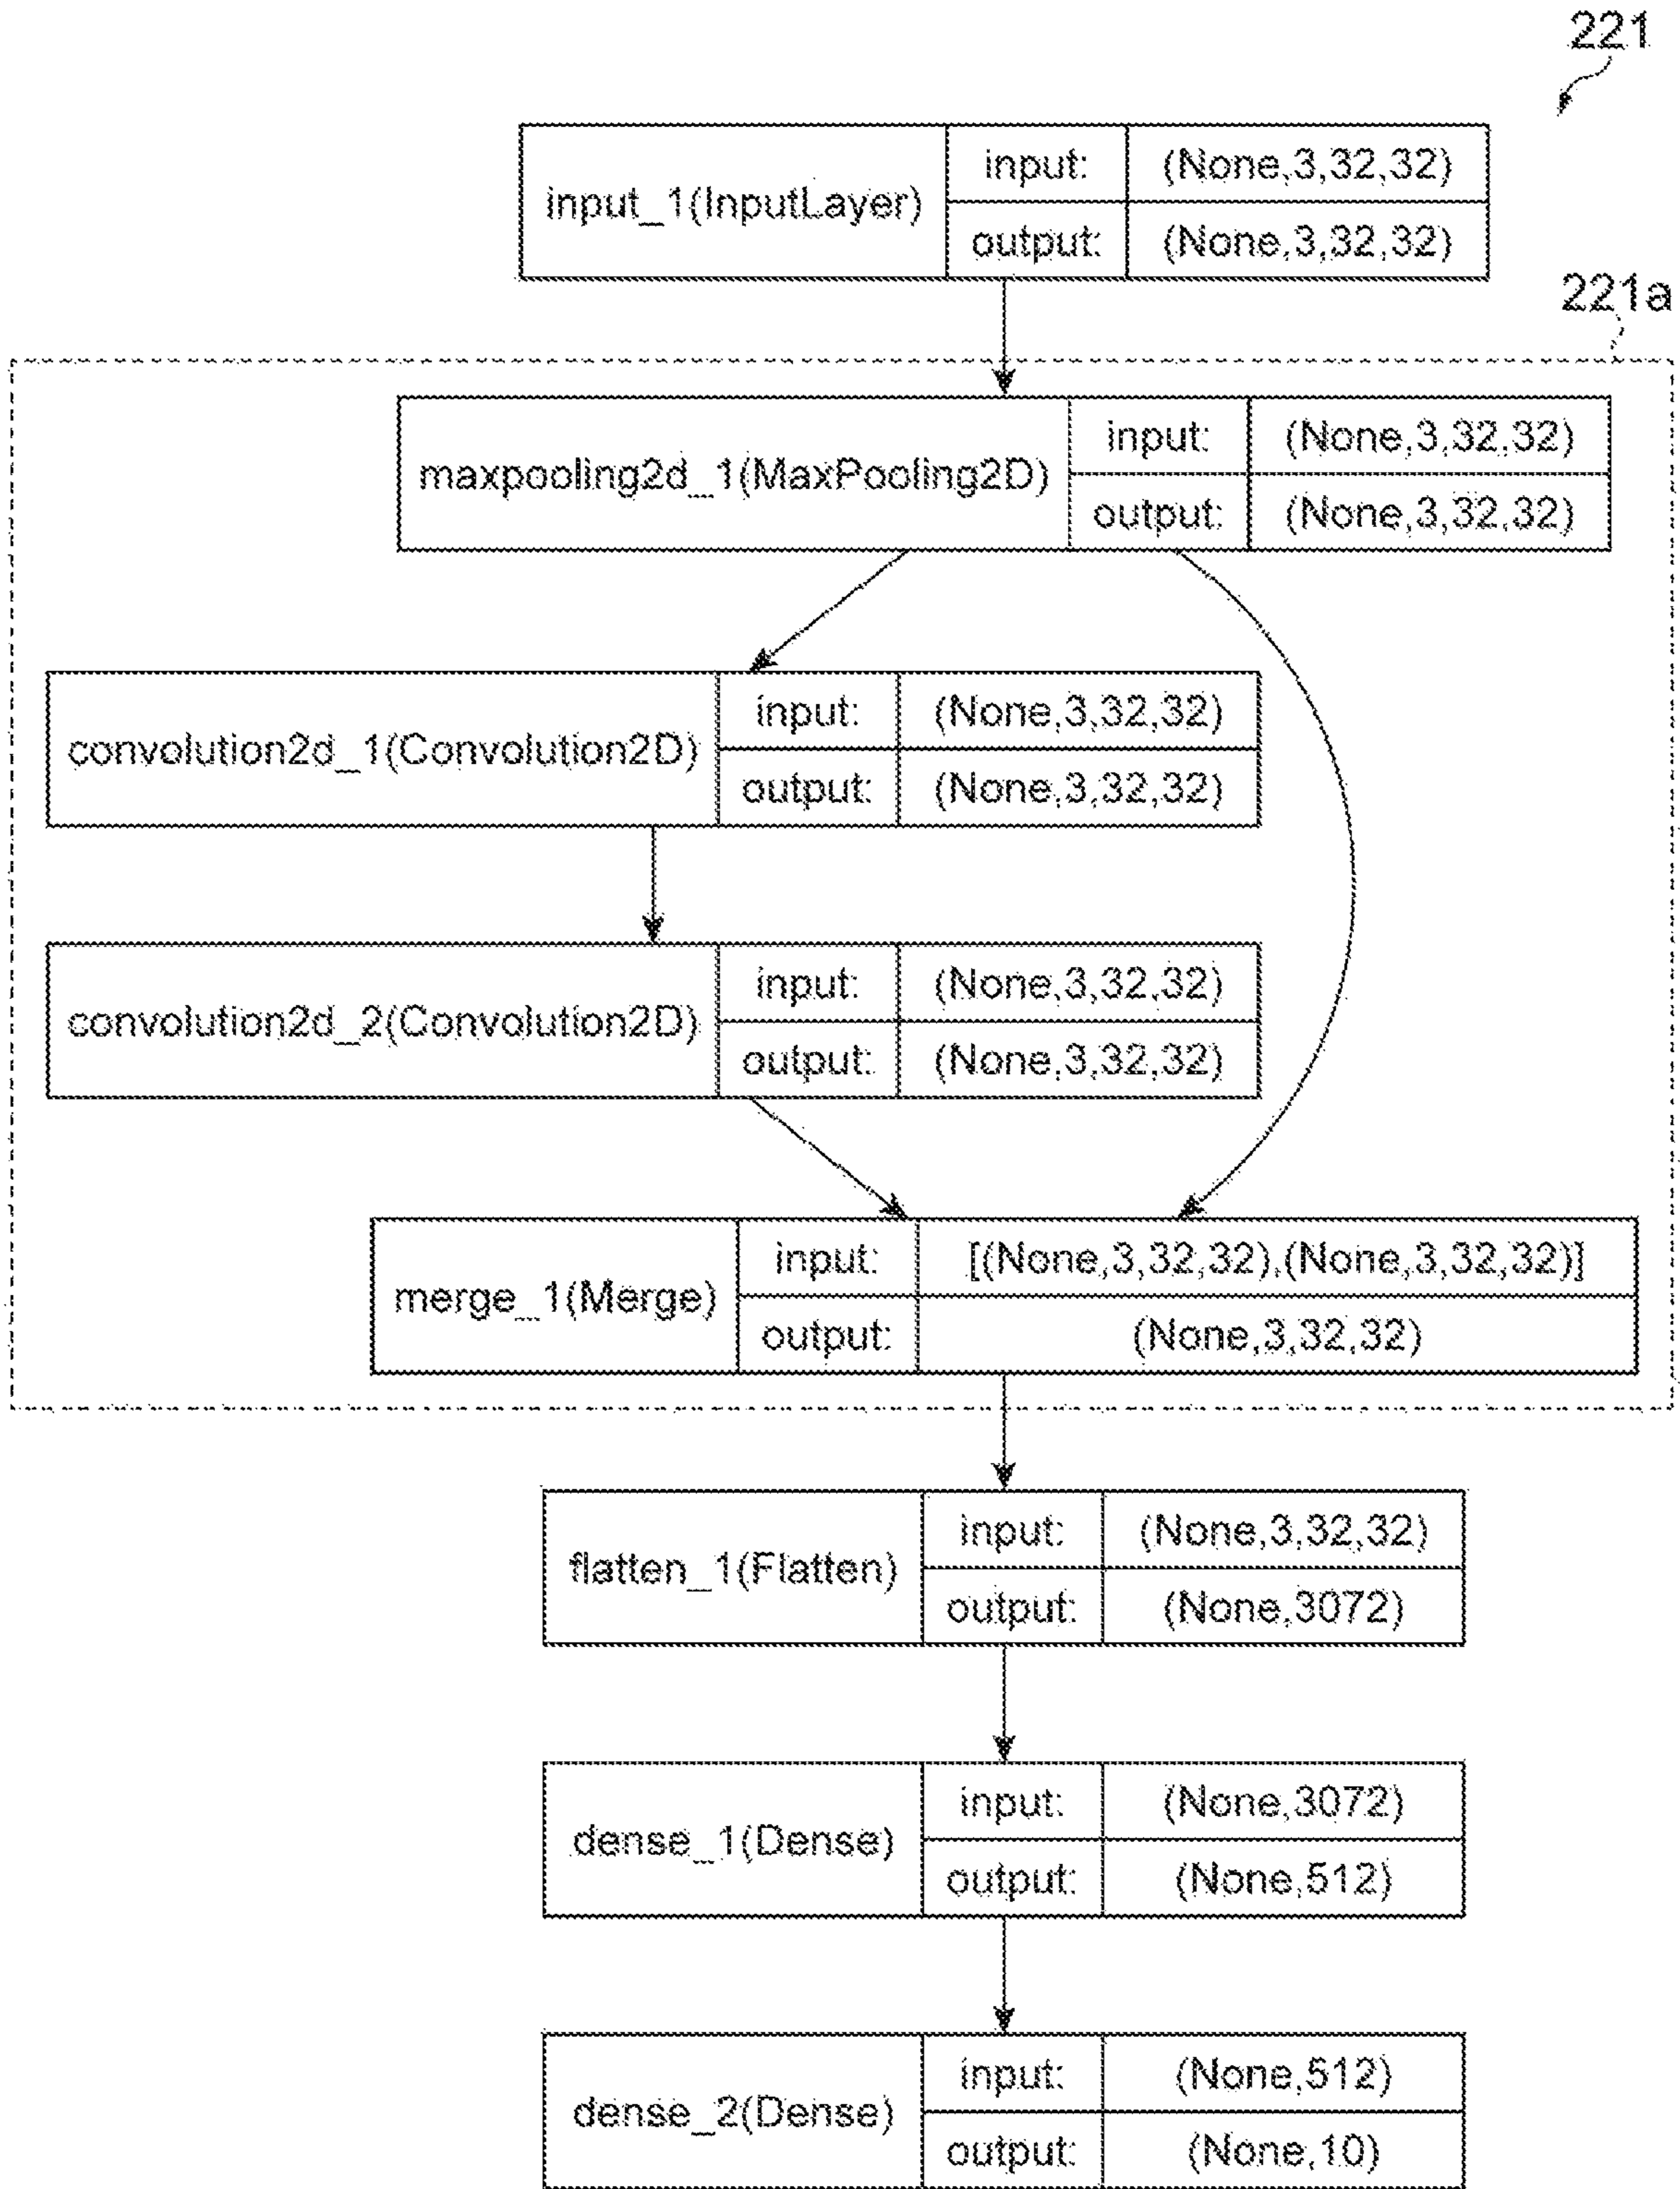 221
input_1(InputLayer)
input: (None,3,32,32)
output: (None,3,32,32)
221a
maxpooling2d_1(MaxPooling2D)
input: (None,3,32,32)
output: (None,3,32,32)
convolution2d_1(Convolution2D)
input: (None,3,32,32)
output: (None,3,32,32)
convolution2d_2(Convolution2D)
input: (None,3,32,32)
output: (None,3,32,32)
merge_1(Merge)
input: [(None,3,32,32),(None,3,32,32)]
output: (None,3,32,32)
flatten_1(Flatten)
input: (None,3,32,32)
output: (None,3072)
dense_1(Dense)
input: (None,3072)
output: (None,512)
dense_2(Dense)
input: (None,512)
output: (None,10)